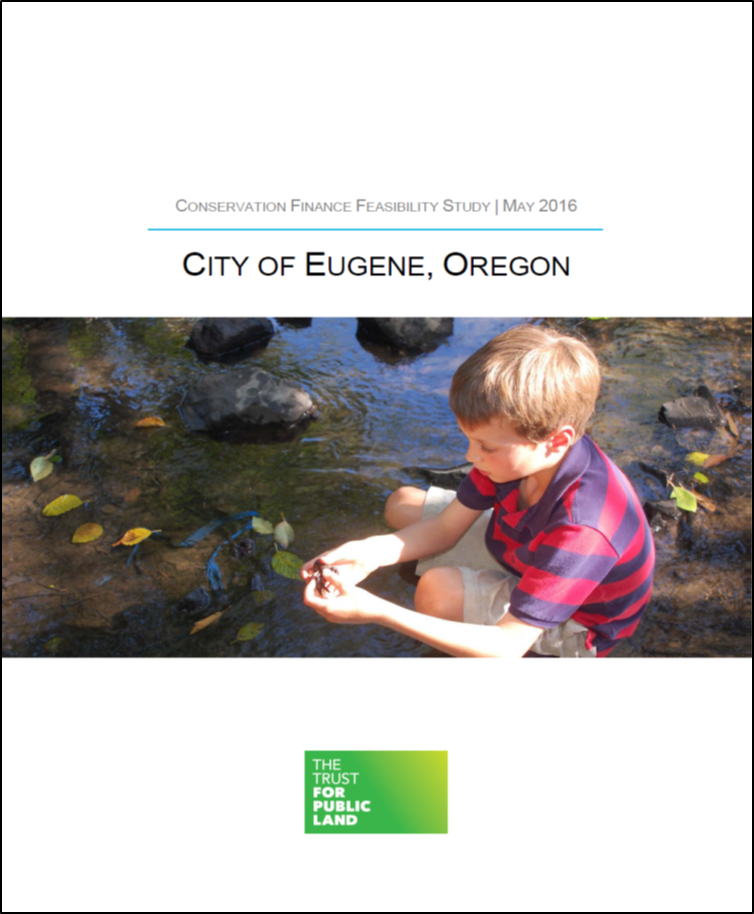 CONSERVATION FINANCE FEASIBILITY STUDY | MAY 2016
CITY OF EUGENE, OREGON
THE
TRUST
FOR
PUBLIC
LAND